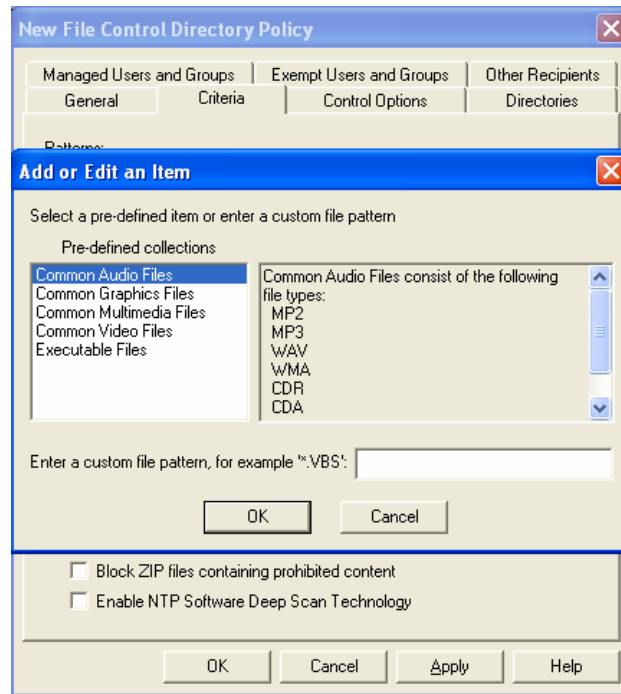 New File Control Directory Policy
Managed Users and Groups Exempt Users and Groups Other Recipients
General Criteria Control Options Directories
Patterns:
Add or Edit an Item
Select a pre-defined item or enter a custom file pattern
Pre-defined collections
Common Audio Files
Common Graphics Files
Common Multimedia Files
Common Video Files
Executable Files
Common Audio Files consist of the following
file types:
MP2
MP3
WAV
WMA
CDR
CDA
Enter a custom file pattern, for example '*.VBS':
OK Cancel
Block ZIP files containing prohibited content
Enable NTP Software Deep Scan Technology
OK Cancel Apply Help